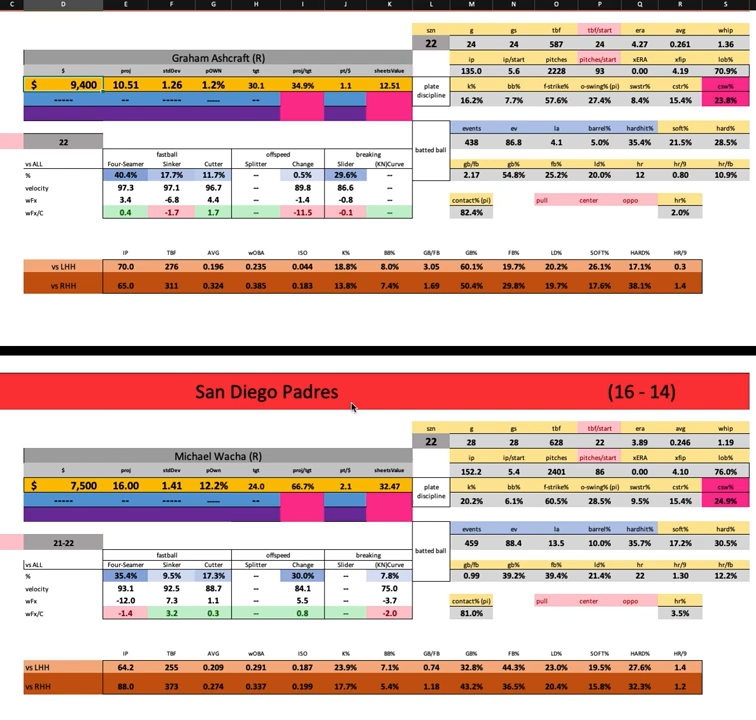 C D E F G H I J K L M N O P Q R S
szn g gs tbf tbf/start era avg whip
22 24 24 587 24 4.27 0.261 1.36
Graham Ashcraft (R) ip ip/start pitches pitches/start xERA xfip lob%
$ proj stdDev pOWN tgt proj/tgt pt/$ sheetsValue 135.0 5.6 2228 93 0.00 4.19 70.9%
$ 9,400 10.51 1.26 1.2% 30.1 34.9% 1.1 12.51 plate discipline k% bb% f-strike% o-swing% (pi) swstr% cstr% csw%
----- -- ----- ---- -- 16.2% 7.7% 57.6% 27.4% 8.4% 15.4% 23.8%
events ev la barrel% hardhit% soft% hard%
22 438 86.8 4.1 5.0% 35.4% 21.5% 28.5%
fastball offspeed breaking batted ball
vs ALL Four-Seamer Sinker Cutter Splitter Change Slider (KN)Curve gb/fb gb% fb% ld% hr hr/9 hr/fb
% 40.4% 17.7% 11.7% -- 0.5% 29.6% -- 2.17 54.8% 25.2% 20.0% 12 0.80 10.9%
velocity 97.3 97.1 96.7 -- 89.8 86.6 --
wFx 3.4 -6.8 4.4 -- -1.4 -0.8 -- contact% (pi) pull center oppo hr%
wFx/C 0.4 -1.7 1.7 -- -11.5 -0.1 -- 82.4% 2.0%
IP TBF AVG wOBA ISO K% BB% GB/FB GB% FB% LD% SOFT% HARD% HR/9
vs LHH 70.0 276 0.196 0.235 0.044 18.8% 8.0% 3.05 60.1% 19.7% 20.2% 26.1% 17.1% 0.3
vs RHH 65.0 311 0.324 0.385 0.183 13.8% 7.4% 1.69 50.4% 29.8% 19.7% 17.6% 38.1% 1.4
San Diego Padres (16 - 14)
szn g gs tbf tbf/start era avg whip
22 28 28 628 22 3.89 0.246 1.19
Michael Wacha (R) ip ip/start pitches pitches/start xERA xfip lob%
$ proj stdDev pOwn tgt proj/tgt pt/$ sheetsValue 152.2 5.4 2401 86 0.00 4.10 76.0%
$ 7,500 16.00 1.41 12.2% 24.0 66.7% 2.1 32.47 plate discipline k% bb% f-strike% o-swing% (pi) swstr% cstr% csw%
----- -- ----- ---- -- 20.2% 6.1% 60.5% 28.5% 9.5% 15.4% 24.9%
events ev la barrel% hardhit% soft% hard%
21-22 459 88.4 13.5 10.0% 35.7% 17.2% 30.5%
fastball offspeed breaking batted ball
vs ALL Four-Seamer Sinker Cutter Splitter Change Slider (KN)Curve gb/fb gb% fb% ld% hr hr/9 hr/fb
% 35.4% 9.5% 17.3% -- 30.0% -- 7.8% 0.99 39.2% 39.4% 21.4% 22 1.30 12.2%
velocity 93.1 92.5 88.7 -- 84.1 -- 75.0
wFx -12.0 7.3 1.1 -- 5.5 -- -3.7 contact% (pi) pull center oppo hr%
wFx/C -1.4 3.2 0.3 -- 0.8 -- -2.0 81.0% 3.5%
IP TBF AVG wOBA ISO K% BB% GB/FB GB% FB% LD% SOFT% HARD% HR/9
vs LHH 64.2 255 0.209 0.291 0.187 23.9% 7.1% 0.74 32.8% 44.3% 23.0% 19.5% 27.6% 1.4
vs RHH 88.0 373 0.274 0.337 0.199 17.7% 5.4% 1.18 43.2% 36.5% 20.4% 15.8% 32.3% 1.2